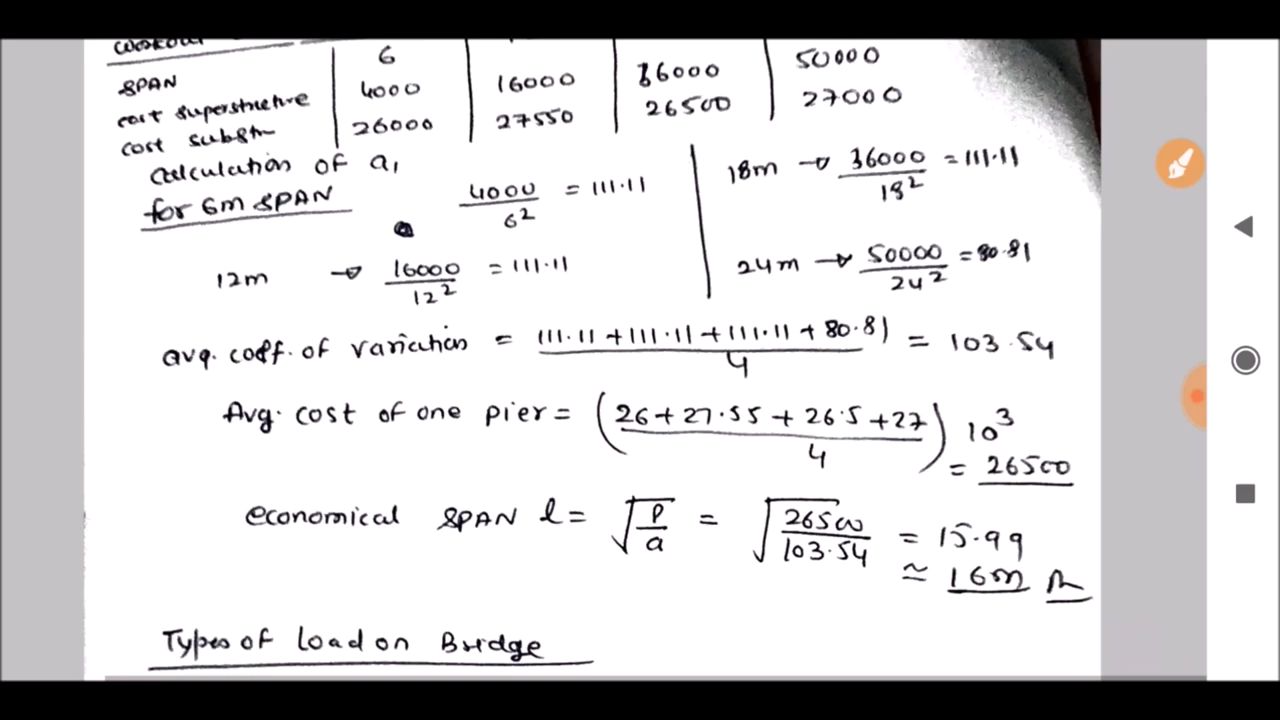 SPAN 6
cost superstructure 4000 16000 36000 50000
cost substn 26000 27550 26500 27000
calculation of a,
for 6m SPAN 4000/6² = 111.11
18m → 36000/18² = 111.11
12m → 16000/12² = 111.11
24m → 50000/24² = 80.81
avg. coff. of variation = 111.11 + 111.11 + 111.11 + 80.81 / 4 = 103.54
Avg. cost of one pier = (26 + 27.55 + 26.5 + 27 / 4) 10³
= 26500
economical SPAN l = √P/a = √26500/103.54 = 15.99
≃ 16m
Types of Load on Bridge